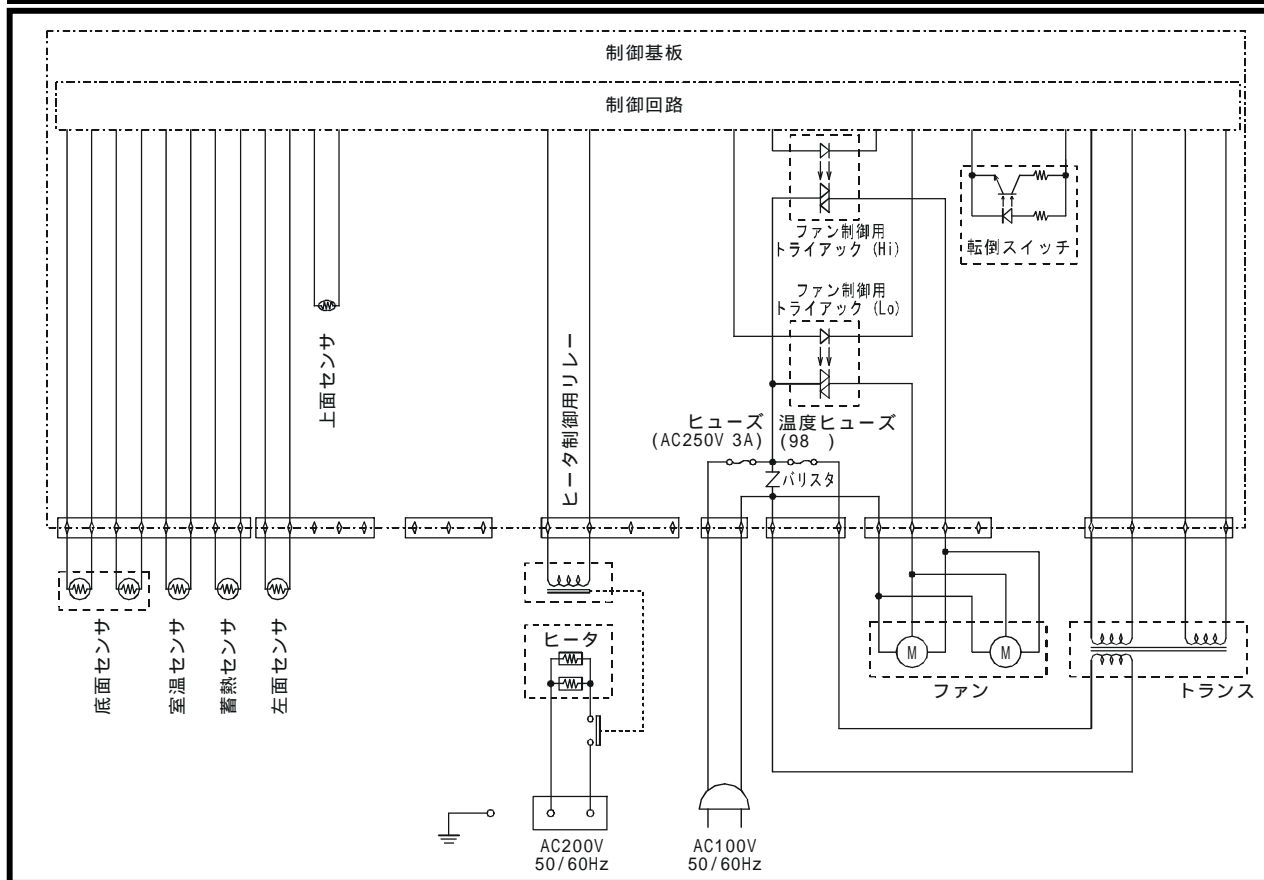 制御基板
制御回路
ファン制御用
トライアック (Hi)
転倒スイッチ
ファン制御用
トライアック (Lo)
上面センサ
ヒータ制御用リレー
ヒューズ
(AC250V 3A)
温度ヒューズ
(98 )
バリスタ
底面センサ
室温センサ
蓄熱センサ
左面センサ
ヒータ
M
M
ファン
トランス
AC200V
50/60Hz
AC100V
50/60Hz